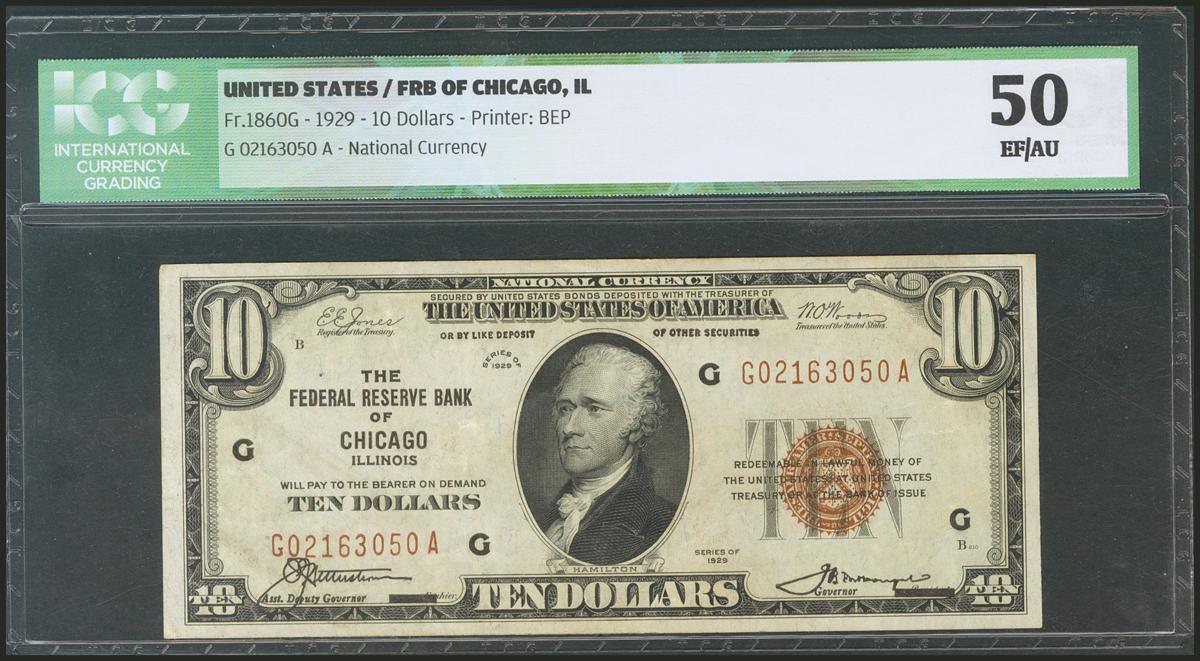 ICG
INTERNATIONAL
CURRENCY
GRADING
UNITED STATES / FRB OF CHICAGO, IL
Fr.1860G - 1929 - 10 Dollars - Printer: BEP
G 02163050 A - National Currency
50
EF/AU
NATIONAL CURRENCY
SECURED BY UNITED STATES BONDS DEPOSITED WITH THE TREASURER OF
THE UNITED STATES OF AMERICA
OR BY LIKE DEPOSIT OF OTHER SECURITIES
10
10
E.E. Jones
Register of the Treasury.
W.O. Woods
Treasurer of the United States.
B
SERIES OF
1929
THE
FEDERAL RESERVE BANK
OF
CHICAGO
ILLINOIS
G
G G02163050 A
WILL PAY TO THE BEARER ON DEMAND
TEN DOLLARS
TEN
REDEEMABLE IN LAWFUL MONEY OF
THE UNITED STATES AT UNITED STATES
TREASURY OR AT THE BANK OF ISSUE
G02163050 A G
G
B
SERIES OF
1929
HAMILTON
Asst. Deputy Governor
Governor
10
TEN DOLLARS
10